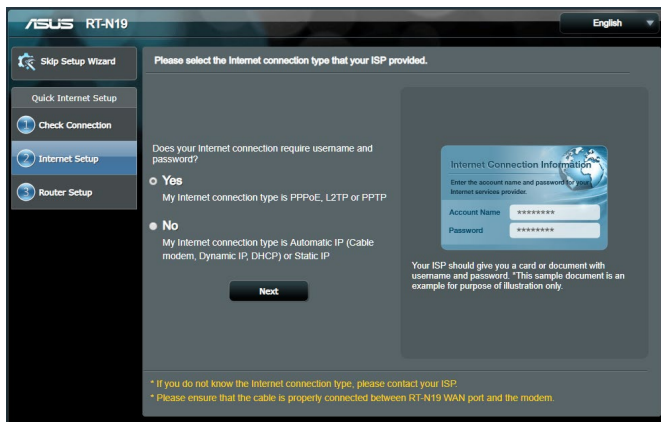 ASUS RT-N19
English
Skip Setup Wizard
Quick Internet Setup
1 Check Connection
2 Internet Setup
3 Router Setup
Please select the Internet connection type that your ISP provided.
Does your Internet connection require username and
password?
Yes
My Internet connection type is PPPoE, L2TP or PPTP
No
My Internet connection type is Automatic IP (Cable
modem, Dynamic IP, DHCP) or Static IP
Next
Internet Connection Information
Enter the account name and password for your
Internet services provider.
Account Name ********
Password ********
Your ISP should give you a card or document with
username and password. *This sample document is an
example for purpose of illustration only.
* If you do not know the Internet connection type, please contact your ISP.
* Please ensure that the cable is properly connected between RT-N19 WAN port and the modem.